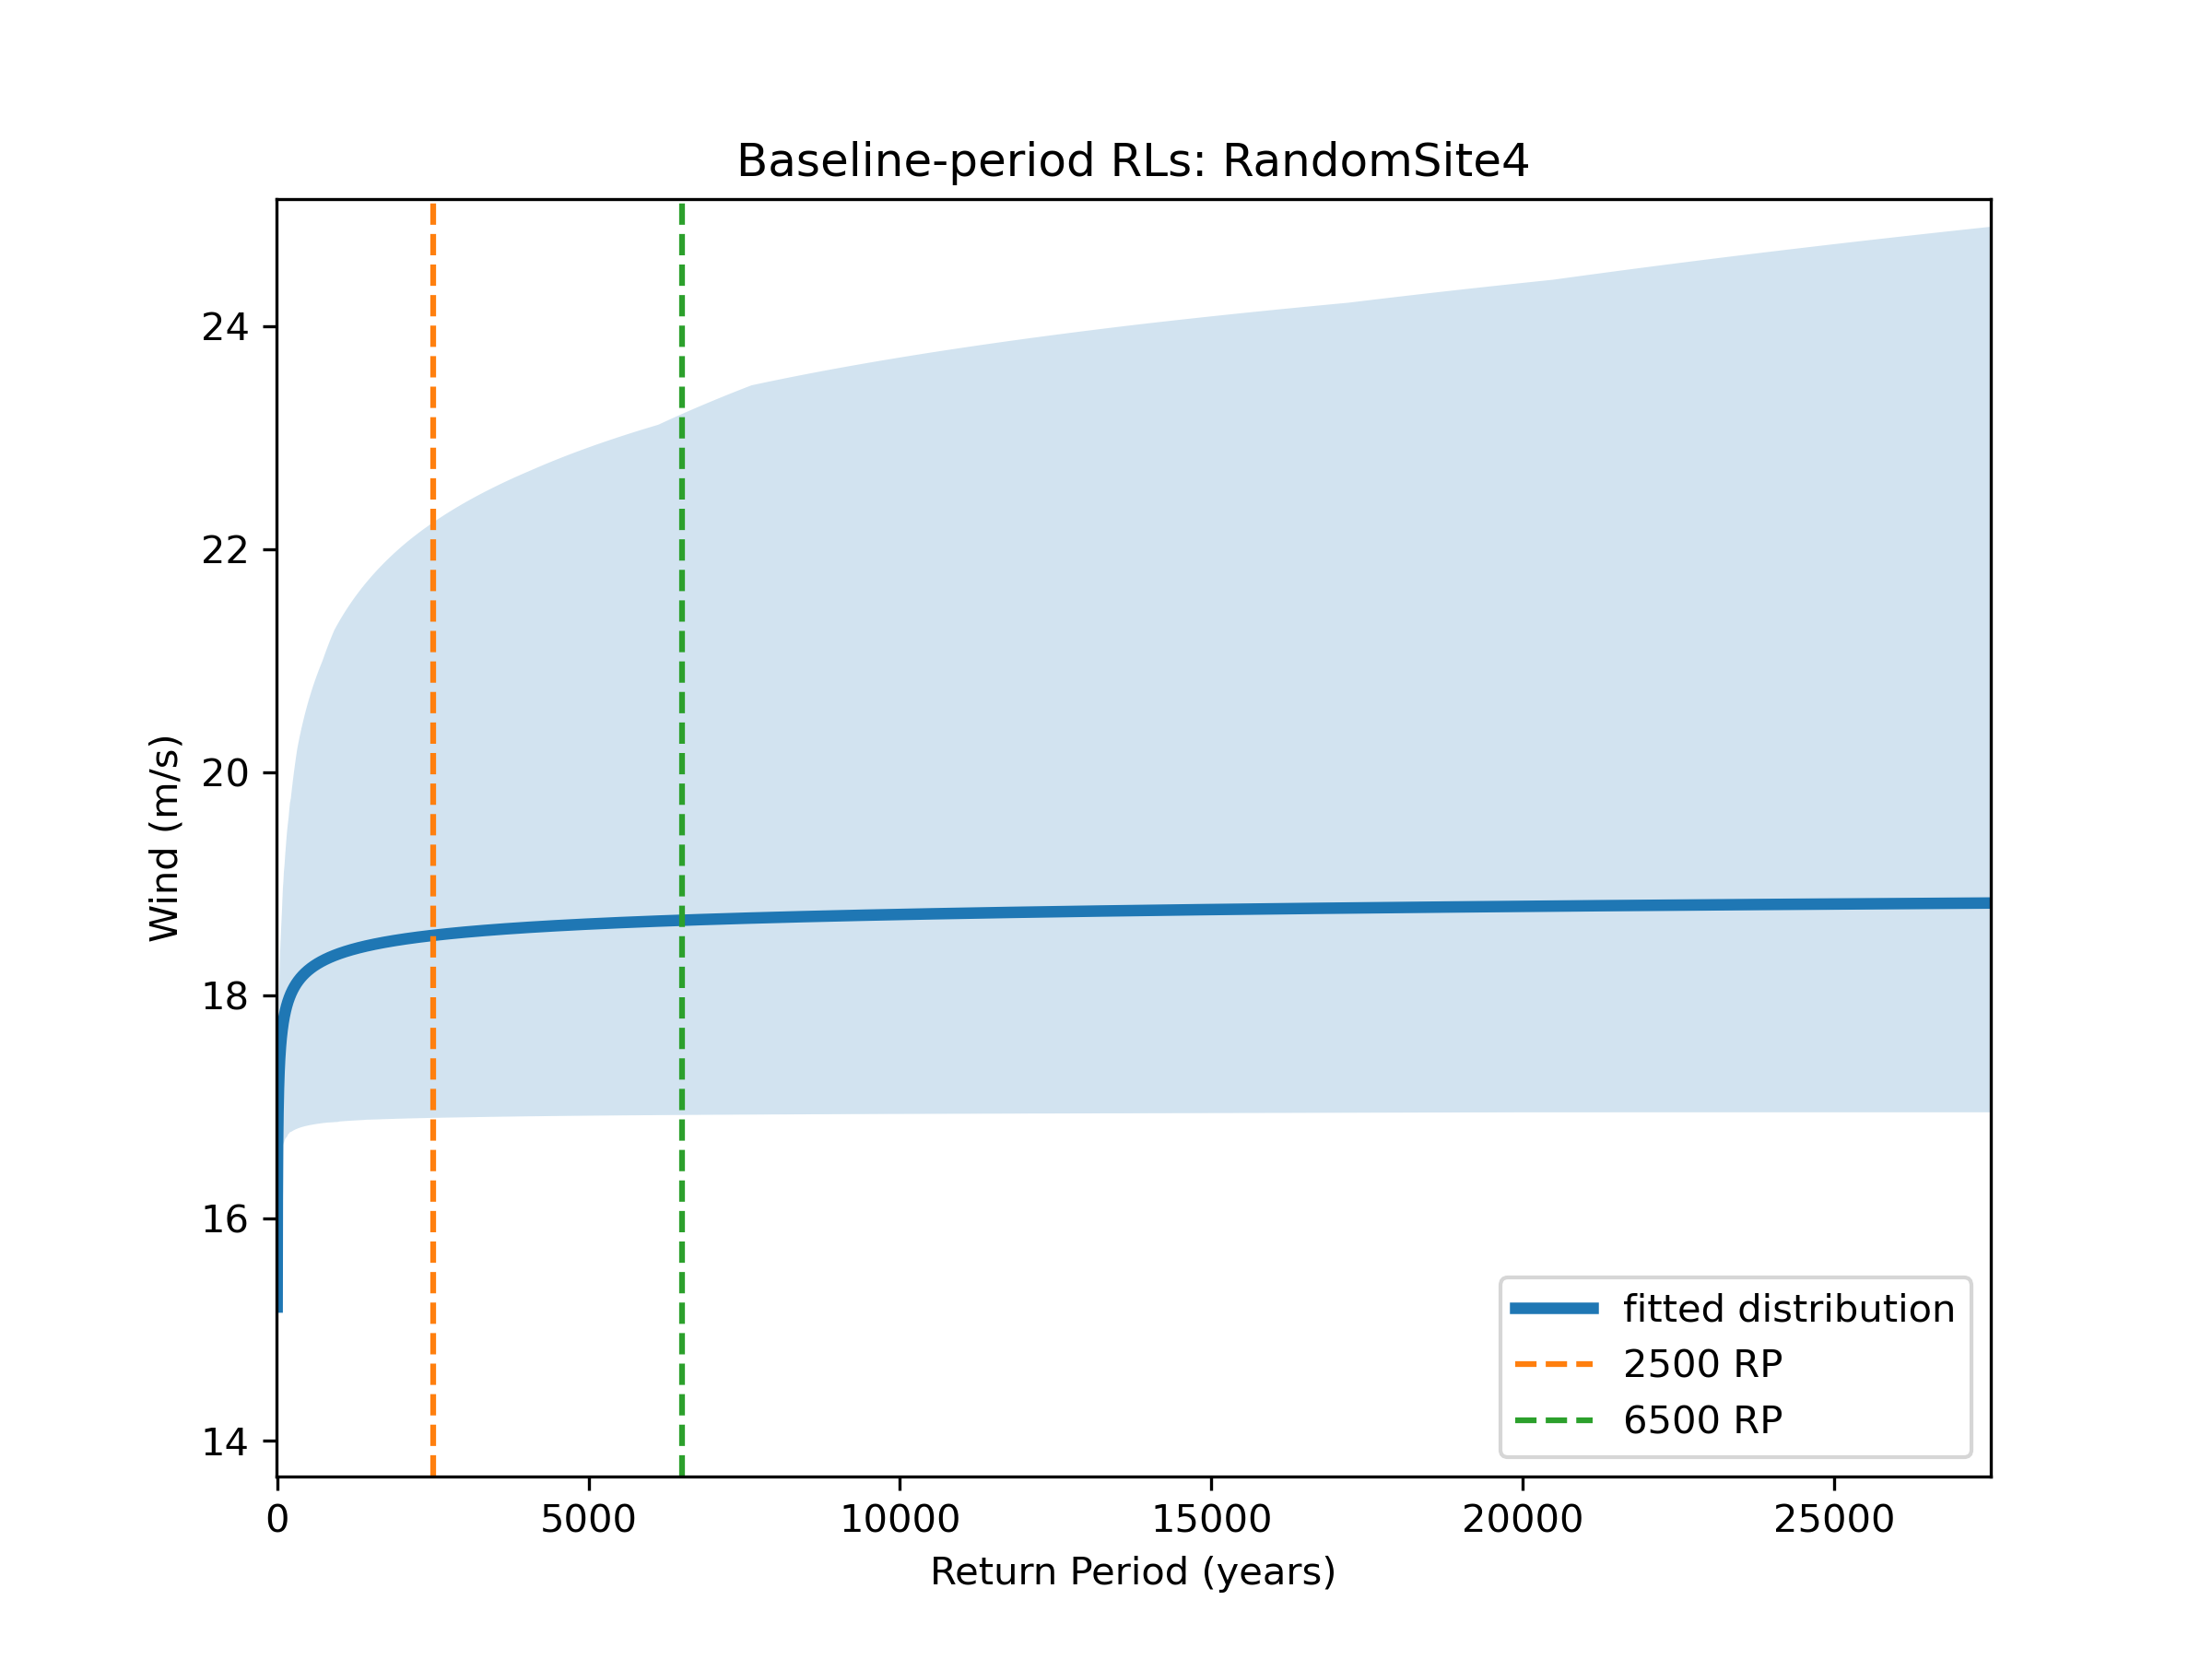 Baseline-period RLs: RandomSite4
24
22
20
18
16
14
Wind (m/s)
0
5000
10000
15000
20000
25000
Return Period (years)
fitted distribution
2500 RP
6500 RP